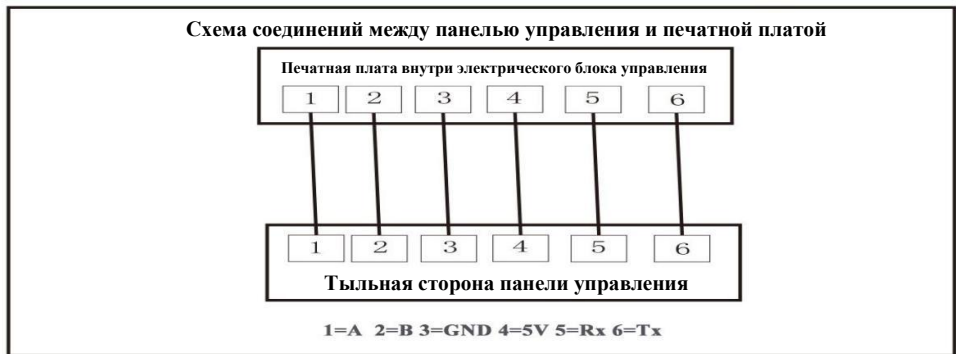 Схема соединений между панелью управления и печатной платой
Печатная плата внутри электрического блока управления
1 2 3 4 5 6
1 2 3 4 5 6
Тыльная сторона панели управления
1=A 2=B 3=GND 4=5V 5=Rx 6=Tx